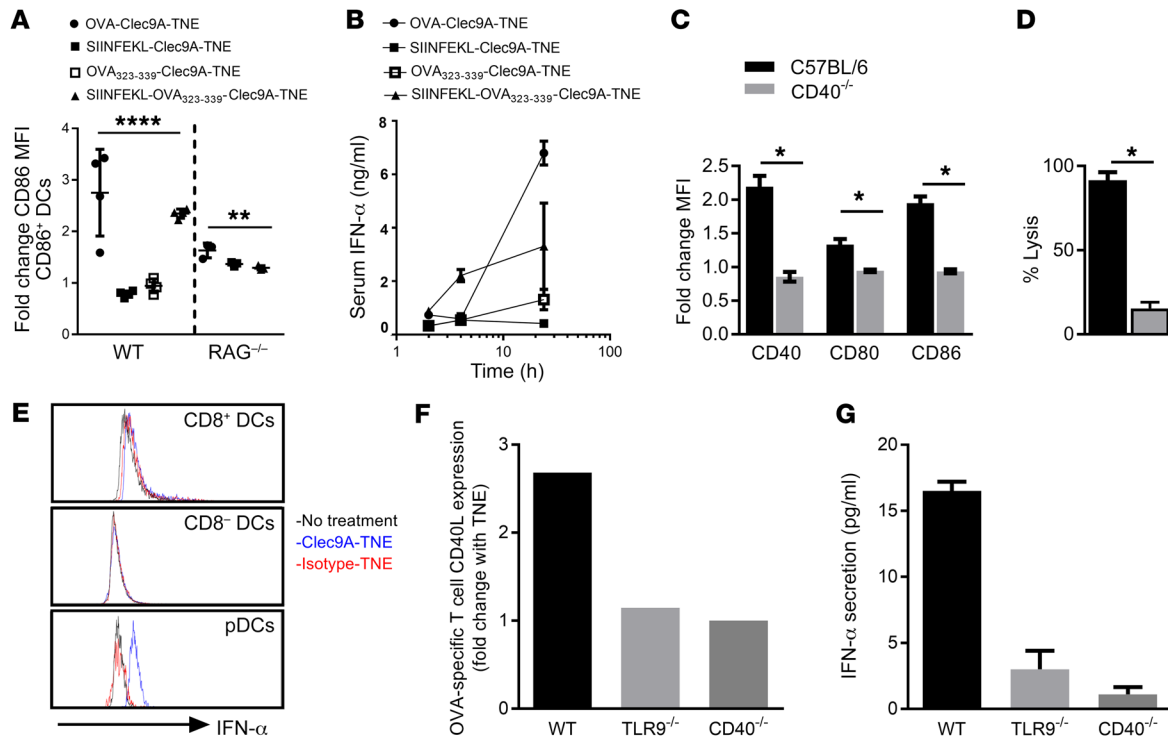 A
OVA-Clec9A-TNE
SIINFEKL-Clec9A-TNE
OVA323-339-Clec9A-TNE
SIINFEKL-OVA323-339-Clec9A-TNE
Fold change CD86 MFI
CD86+ DCs
4
3
2
1
0
****
**
WT
RAG–/–
B
OVA-Clec9A-TNE
SIINFEKL-Clec9A-TNE
OVA323-339-Clec9A-TNE
SIINFEKL-OVA323-339-Clec9A-TNE
Serum IFN-α (ng/ml)
8
6
4
2
0
1
10
100
Time (h)
C
C57BL/6
CD40-/-
Fold change MFI
2.5
2.0
1.5
1.0
0.5
0.0
*
*
*
CD40
CD80
CD86
D
% Lysis
100
50
0
*
E
CD8+ DCs
CD8– DCs
pDCs
-No treatment
-Clec9A-TNE
-Isotype-TNE
IFN-α
F
OVA-specific T cell CD40L expression
(fold change with TNE)
3
2
1
0
WT
TLR9-/-
CD40-/-
G
IFN-α secretion (pg/ml)
20
15
10
5
0
WT
TLR9-/-
CD40-/-